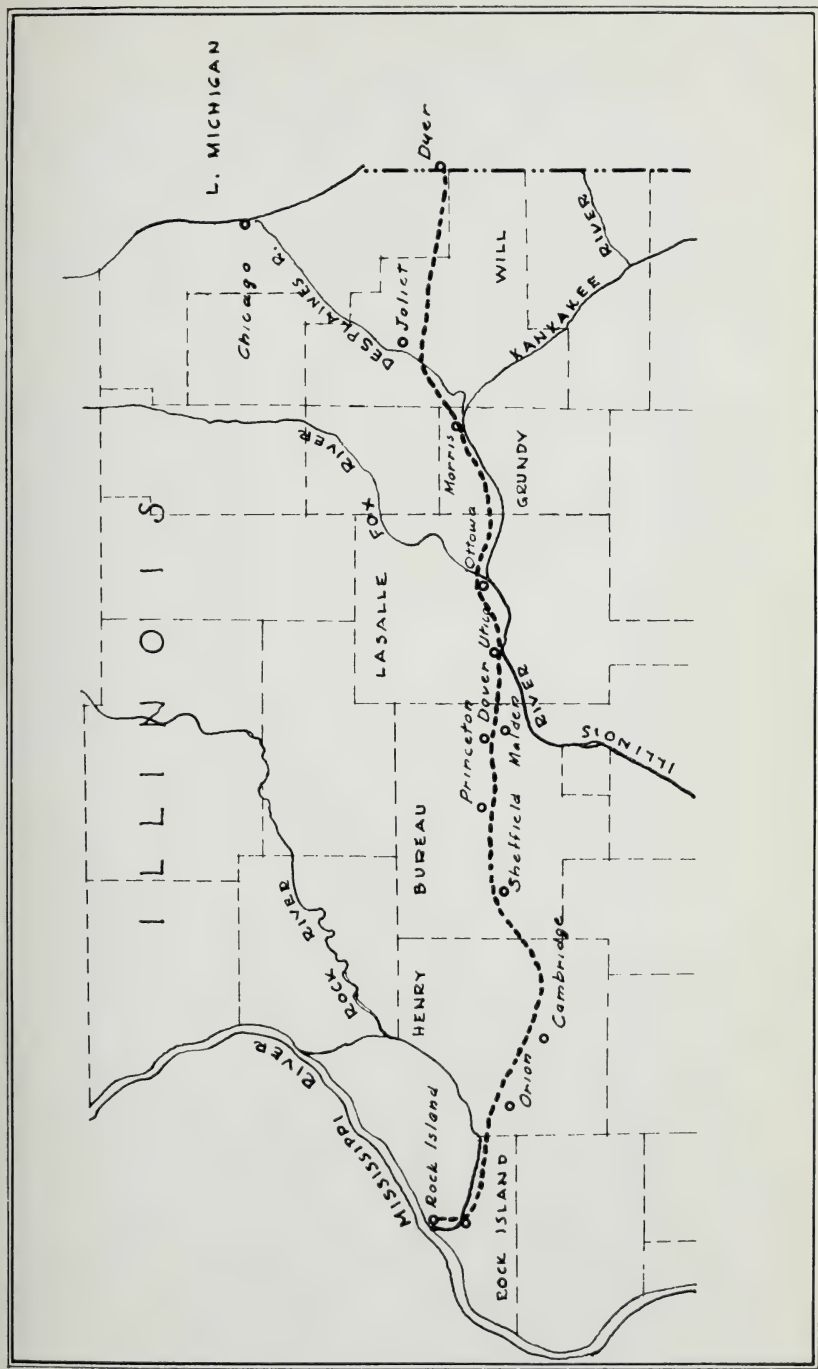 L. MICHIGAN
ILLINOIS
Chicago
DESPLAINES R.
Joliet
Dyer
WILL
KANKAKEE RIVER
FOX RIVER
Morris
GRUNDY
LASALLE
Ottowa
Utica
Dover
Malden
Princeton
ILLINOIS RIVER
BUREAU
Sheffield
ROCK RIVER RIVER
HENRY
Cambridge
Orion
MISSISSIPPI RIVER
Rock Island
ROCK ISLAND